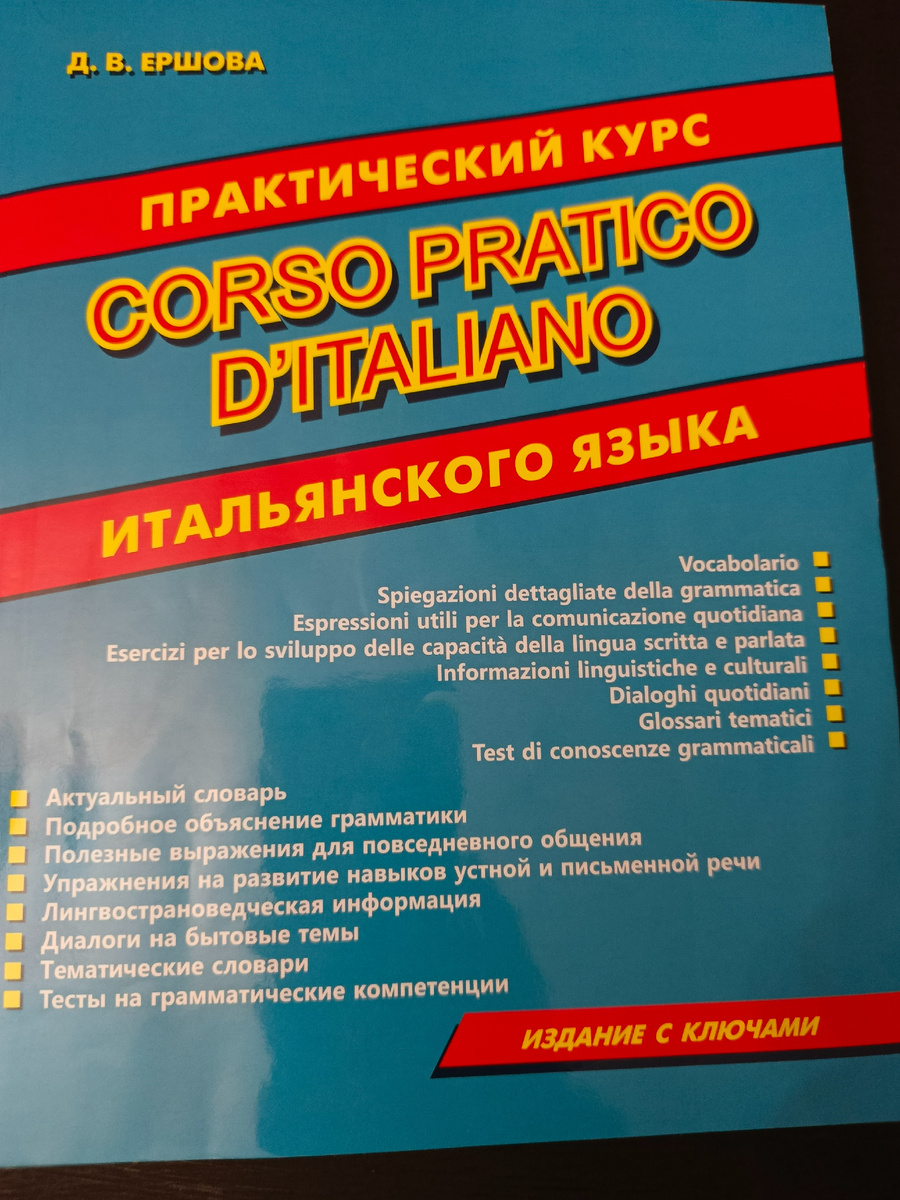 Д. В. ЕРШОВА
ПРАКТИЧЕСКИЙ КУРС
CORSO PRATICO
D'ITALIANO
ИТАЛЬЯНСКОГО ЯЗЫКА
Vocabolario
Spiegazioni dettagliate della grammatica
Espressioni utili per la comunicazione quotidiana
Esercizi per lo sviluppo delle capacità della lingua scritta e parlata
Informazioni linguistiche e culturali
Dialoghi quotidiani
Glossari tematici
Test di conoscenze grammaticali
Актуальный словарь
Подробное объяснение грамматики
Полезные выражения для повседневного общения
Упражнения на развитие навыков устной и письменной речи
Лингвострановедческая информация
Диалоги на бытовые темы
Тематические словари
Тесты на грамматические компетенции
ИЗДАНИЕ С КЛЮЧАМИ